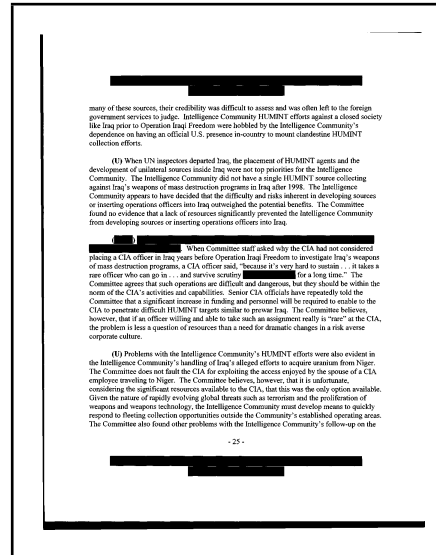 many of these sources, their credibility was difficult to assess and was often left to the foreign
government services to judge. Intelligence Community HUMINT efforts against a closed society
like Iraq prior to Operation Iraqi Freedom were hobbled by the Intelligence Community's
dependence on having an official U.S. presence in-country to mount clandestine HUMINT
collection efforts.
(U) When UN inspectors departed Iraq, the placement of HUMINT agents and the
development of unilateral sources inside Iraq were not top priorities for the Intelligence
Community. The Intelligence Community did not have a single HUMINT source collecting
against Iraq's weapons of mass destruction programs in Iraq after 1998. The Intelligence
Community appears to have decided that the difficulty and risks inherent in developing sources
or inserting operations officers into Iraq outweighed the potential benefits. The Committee
found no evidence that a lack of resources significantly prevented the Intelligence Community
from developing sources or inserting operations officers into Iraq.
( )
. When Committee staff asked why the CIA had not considered
placing a CIA officer in Iraq years before Operation Iraqi Freedom to investigate Iraq's weapons
of mass destruction programs, a CIA officer said, "because it's very hard to sustain . . . it takes a
rare officer who can go in . . . and survive scrutiny for a long time." The
Committee agrees that such operations are difficult and dangerous, but they should be within the
norm of the CIA's activities and capabilities. Senior CIA officials have repeatedly told the
Committee that a significant increase in funding and personnel will be required to enable to the
CIA to penetrate difficult HUMINT targets similar to prewar Iraq. The Committee believes,
however, that if an officer willing and able to take such an assignment really is "rare" at the CIA,
the problem is less a question of resources than a need for dramatic changes in a risk averse
corporate culture.
(U) Problems with the Intelligence Community's HUMINT efforts were also evident in
the Intelligence Community's handling of Iraq's alleged efforts to acquire uranium from Niger.
The Committee does not fault the CIA for exploiting the access enjoyed by the spouse of a CIA
employee traveling to Niger. The Committee believes, however, that it is unfortunate,
considering the significant resources available to the CIA, that this was the only option available.
Given the nature of rapidly evolving global threats such as terrorism and the proliferation of
weapons and weapons technology, the Intelligence Community must develop means to quickly
respond to fleeting collection opportunities outside the Community's established operating areas.
The Committee also found other problems with the Intelligence Community's follow-up on the
- 25 -